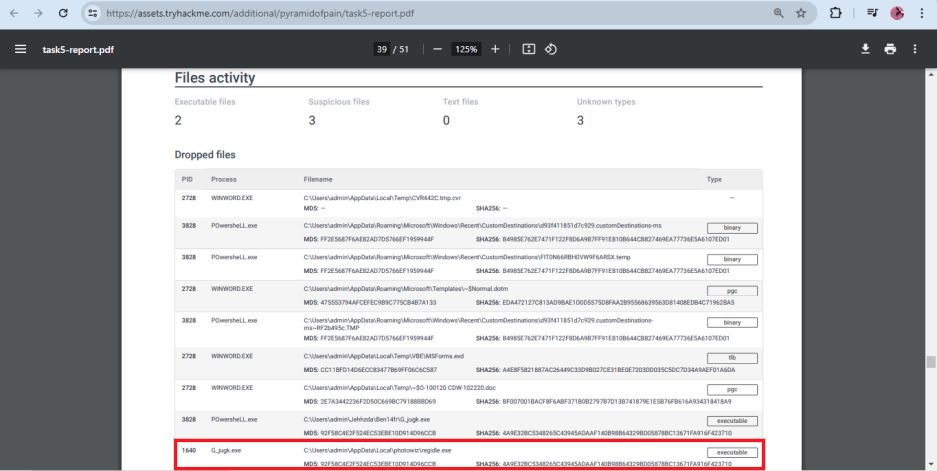 https://assets.tryhackme.com/additional/pyramidofpain/task5-report.pdf
task5-report.pdf 39 / 51 125%
Files activity
Executable files Suspicious files Text files Unknown types
2 3 0 3
Dropped files
PID Process Filename Type
2728 WINWORD.EXE C:\Users\admin\AppData\Local\Temp\CVR442C.tmp.cvr –
MD5: – SHA256: –
3828 POwersheLL.exe C:\Users\admin\AppData\Roaming\Microsoft\Windows\Recent\CustomDestinations\d93f411851d7c929.customDestinations-ms binary
MD5: FF2E5687F6AE82AD7D5766EF1959944F SHA256: B4985E762E7471F122F8D6A9B7FF91E810B644CB827469EA77736E5A6107ED01
3828 POwersheLL.exe C:\Users\admin\AppData\Roaming\Microsoft\Windows\Recent\CustomDestinations\FIT0N66RBH0VW9F6ARSX.temp binary
MD5: FF2E5687F6AE82AD7D5766EF1959944F SHA256: B4985E762E7471F122F8D6A9B7FF91E810B644CB827469EA77736E5A6107ED01
2728 WINWORD.EXE C:\Users\admin\AppData\Roaming\Microsoft\Templates\~$Normal.dotm pgc
MD5: 475553794AFCEFEC9B9C775CB4B7A133 SHA256: EDA472127C813AD9BAE1D0D5575D8FAA2B95568639563D81408EDB4C71962BA5
3828 POwersheLL.exe C:\Users\admin\AppData\Roaming\Microsoft\Windows\Recent\CustomDestinations\d93f411851d7c929.customDestinations- binary
ms~RF2b495c.TMP
MD5: FF2E5687F6AE82AD7D5766EF1959944F SHA256: B4985E762E7471F122F8D6A9B7FF91E810B644CB827469EA77736E5A6107ED01
2728 WINWORD.EXE C:\Users\admin\AppData\Local\Temp\VBE\MSForms.exd tlb
MD5: CC11BFD14D6ECC83477B69FF06C6C587 SHA256: A4E8F5B21887AC26449C33D9B027CE31BE0E7203DD035C5DC7D34A9AEF01A6DA
2728 WINWORD.EXE C:\Users\admin\AppData\Local\Temp\~$O-100120 CDW-102220.doc pgc
MD5: 2E7A3442236F2D50C669BC79188BBD69 SHA256: BF007001BACF8F6ABF371B0B2797B7D13B741879E1E5B76FB616A934318418A9
3828 POwersheLL.exe C:\Users\admin\Jehhzda\Ben14fr\G_jugk.exe executable
MD5: 92F58C4E2F524EC53EBE10D914D96CCB SHA256: 4A9E32BC5348265C43945ADAAF140B98B64329BD05878BC13671FA916F423710
1640 G_jugk.exe C:\Users\admin\AppData\Local\photowiz\regidle.exe executable
MD5: 92F58C4E2F524EC53EBE10D914D96CCB SHA256: 4A9E32BC5348265C43945ADAAF140B98B64329BD05878BC13671FA916F423710